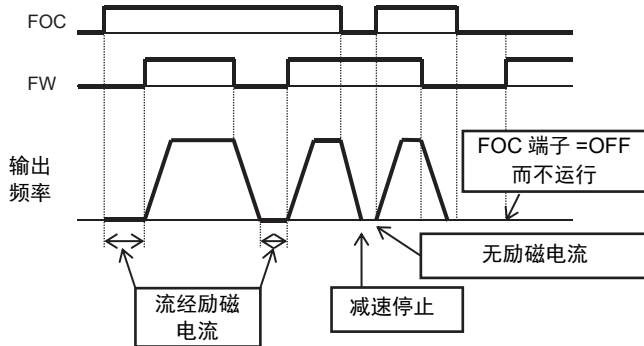 FOC
FW
输出
频率
FOC 端子 =OFF
而不运行
无励磁电流
流经励磁
电流
减速停止